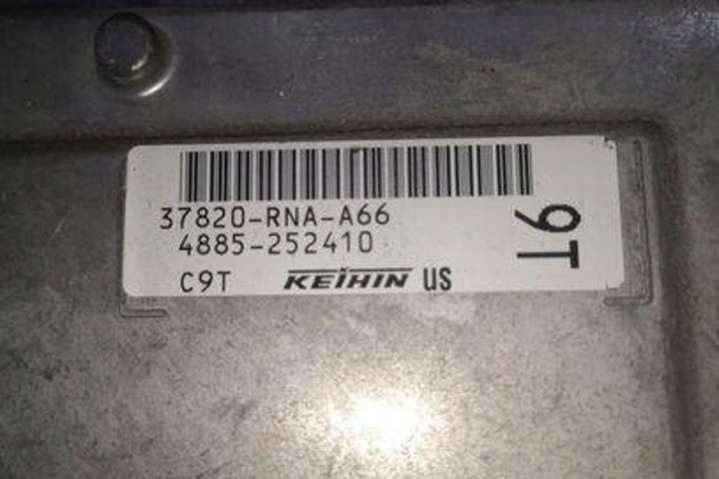 37820-RNA-A66
4885-252410
C9T KEIHIN US
9T